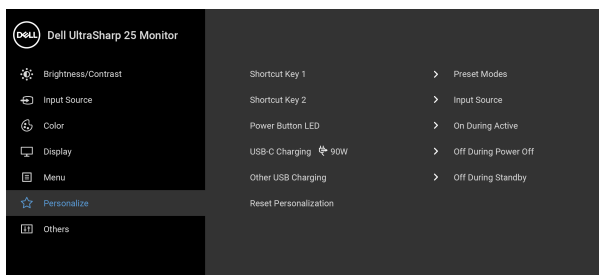 DELL Dell UltraSharp 25 Monitor
Brightness/Contrast
Input Source
Color
Display
Menu
Personalize
Others
Shortcut Key 1 > Preset Modes
Shortcut Key 2 > Input Source
Power Button LED > On During Active
USB-C Charging 90W > Off During Power Off
Other USB Charging > Off During Standby
Reset Personalization